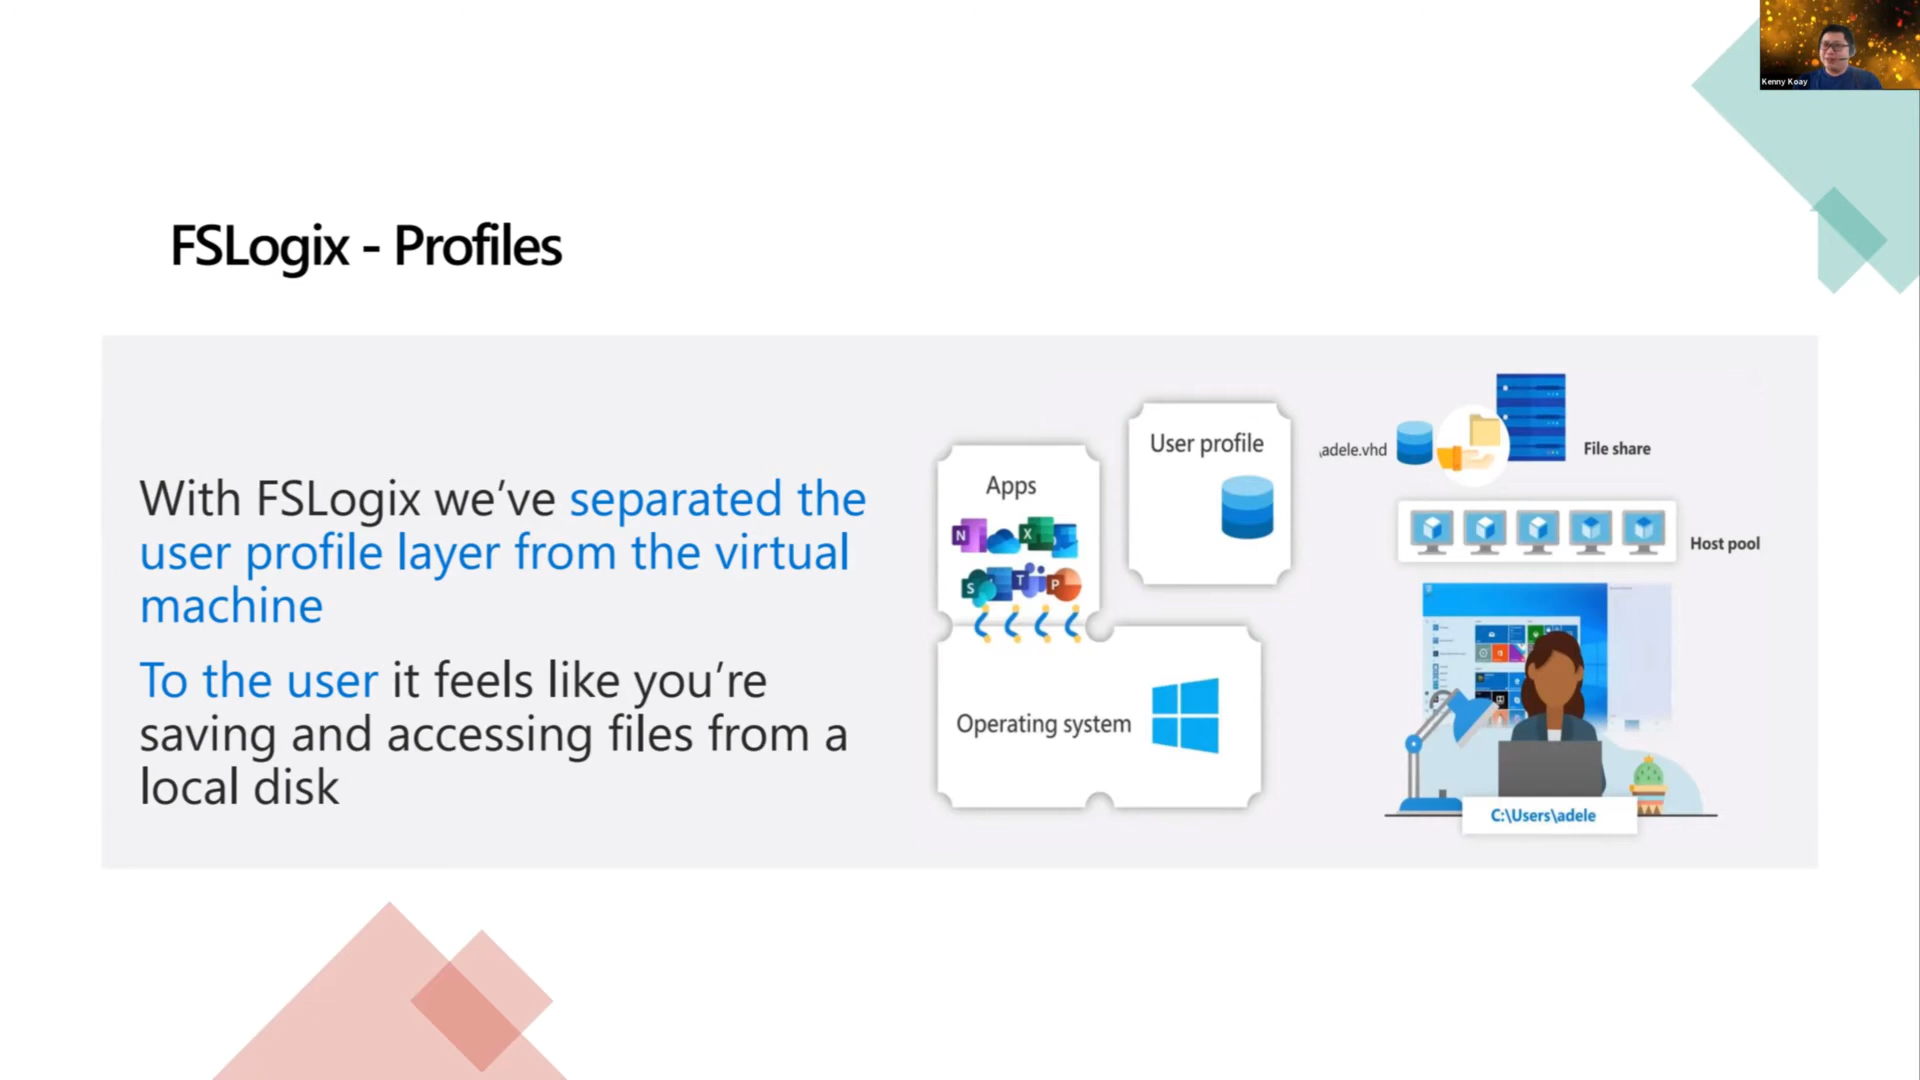 Kenny Koay
FSLogix - Profiles
With FSLogix we've separated the
user profile layer from the virtual
machine
To the user it feels like you're
saving and accessing files from a
local disk
Apps
N
X
S
T
P
User profile
Operating system
\adele.vhd
File share
Host pool
C:\Users\adele